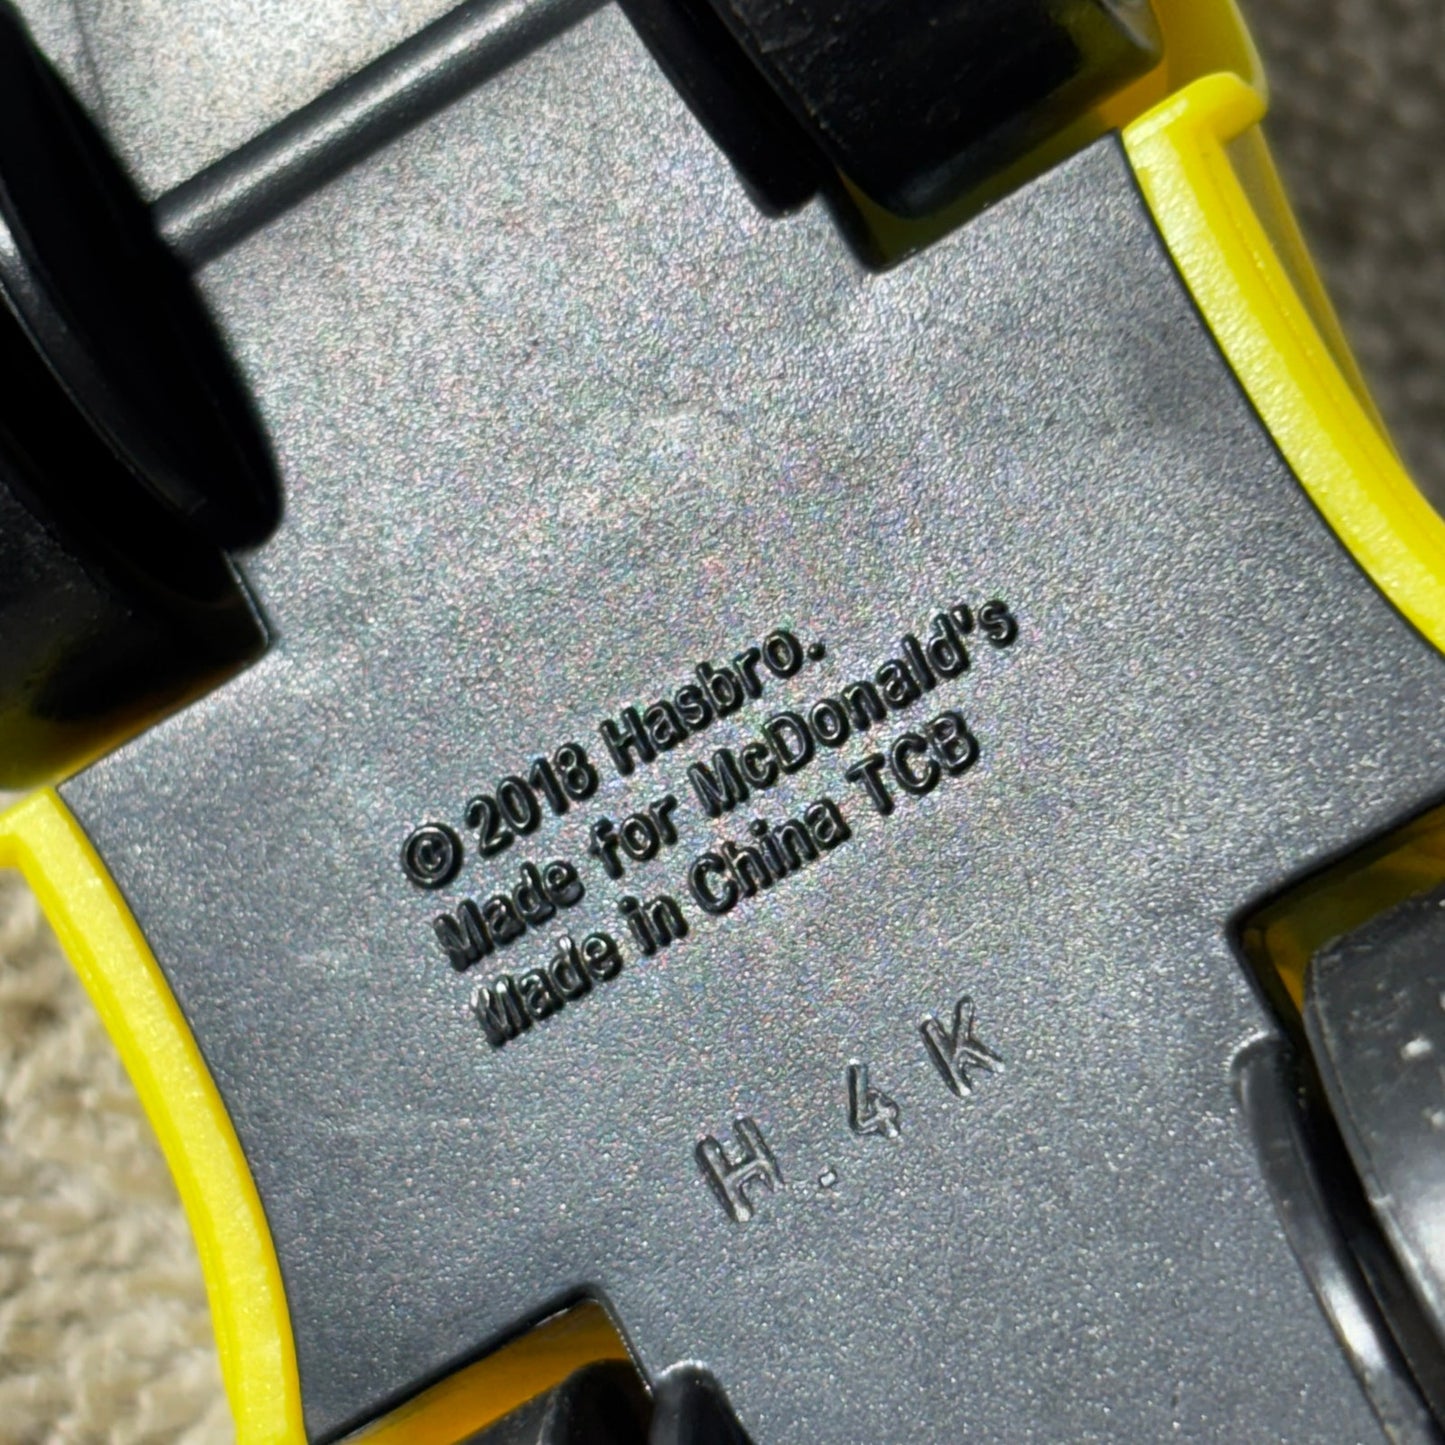 © 2018 Hasbro.
Made for McDonald's
Made in China TCB
H.4K